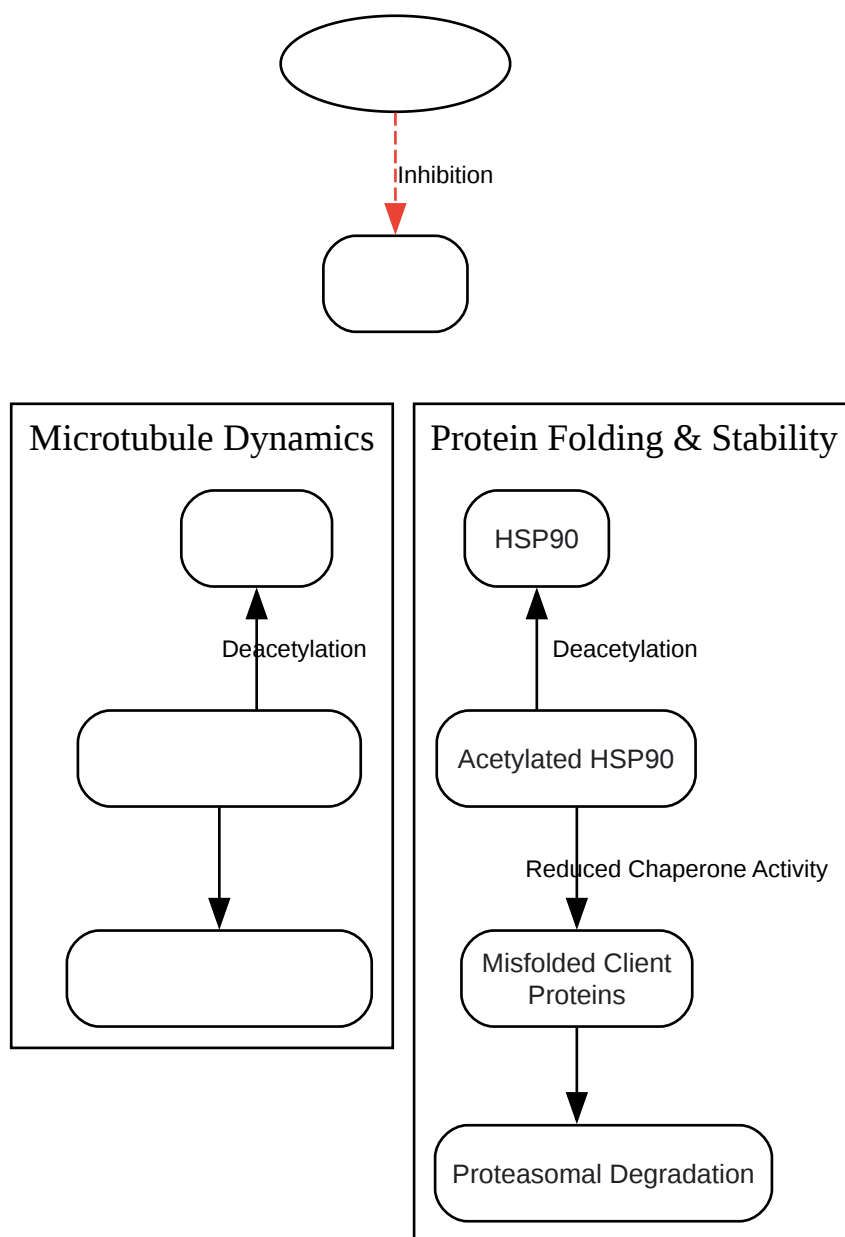 Inhibition
Microtubule Dynamics
Deacetylation
Protein Folding & Stability
HSP90
Deacetylation
Acetylated HSP90
Reduced Chaperone Activity
Misfolded Client
Proteins
Proteasomal Degradation